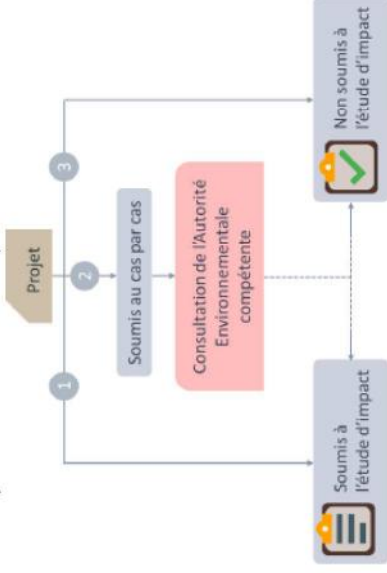 Projet
1
2
3
Soumis au cas par cas
Consultation de l'Autorité
Environnementale
compétente
Soumis à
l'étude d'impact
Non soumis à
l'étude d'impact